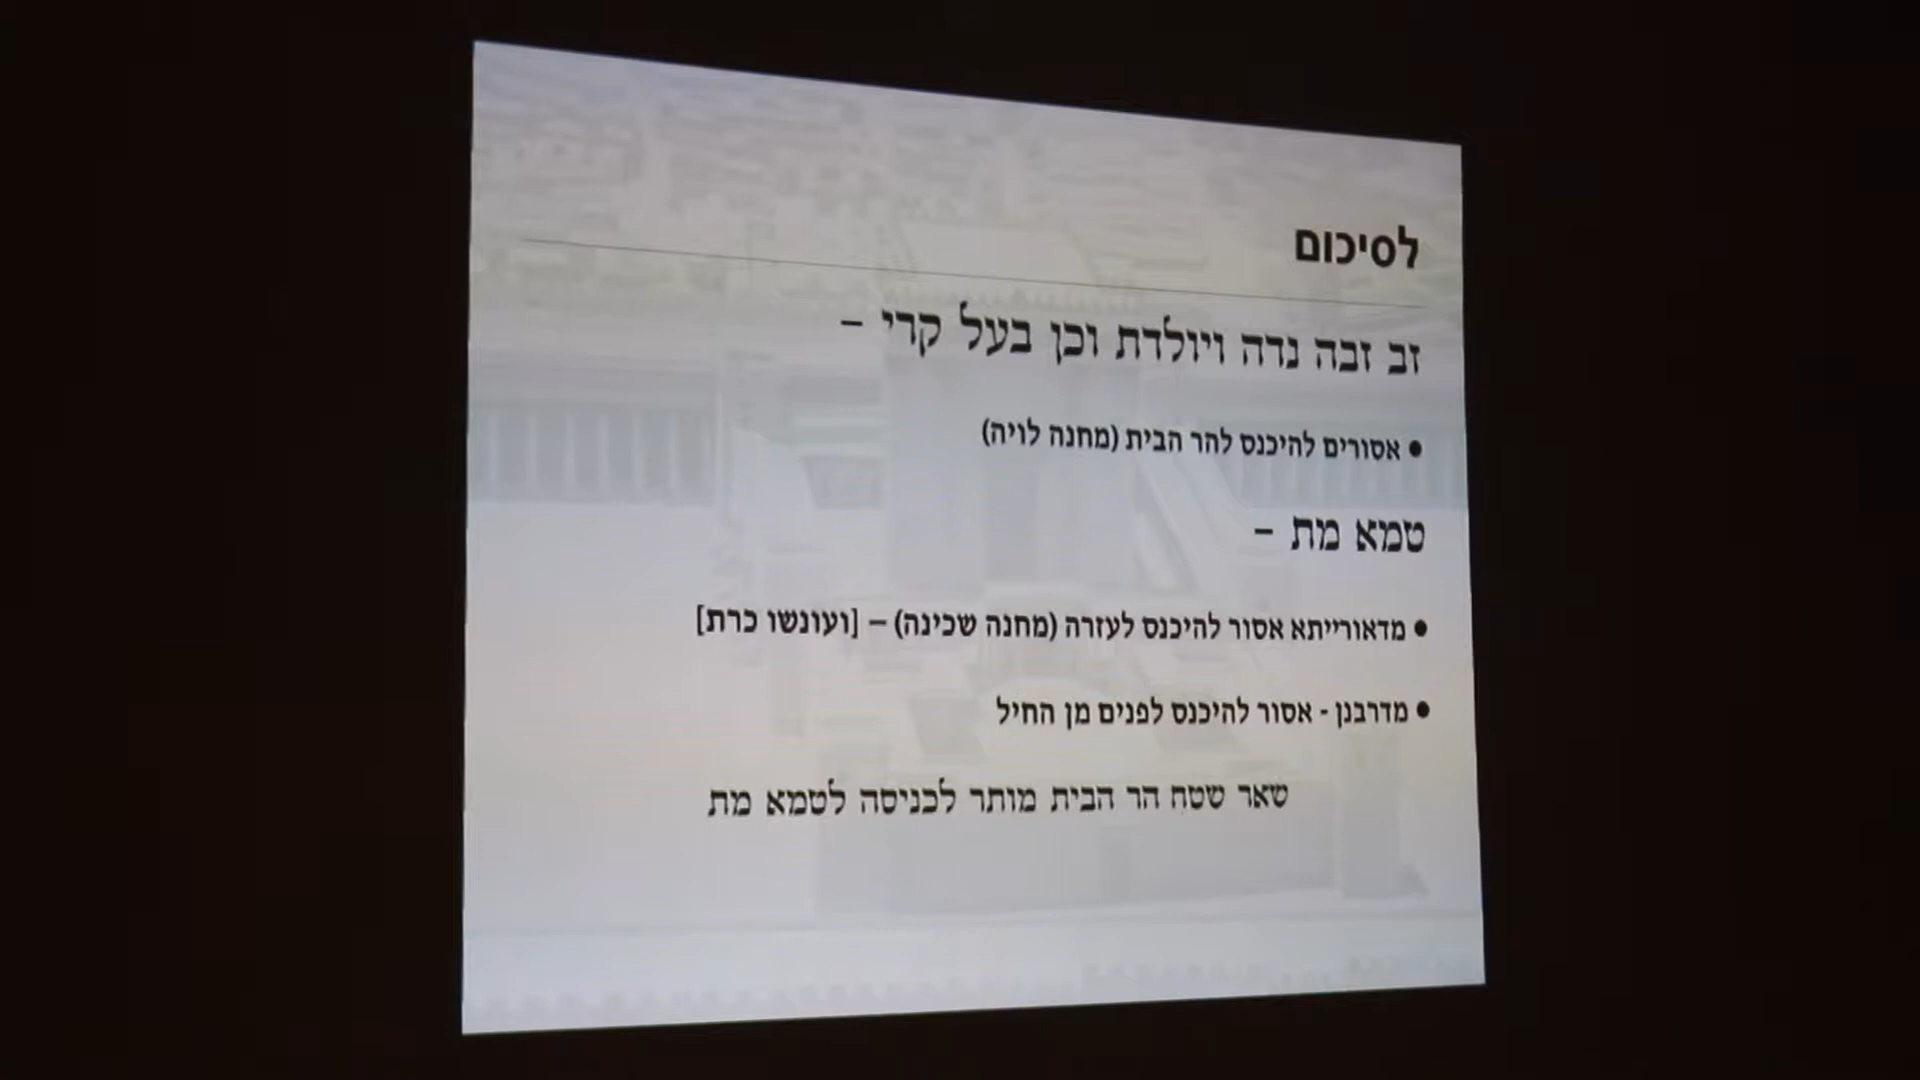 לסיכום
זב זבה נדה ויולדת וכן בעל קרי –
• אסורים להיכנס להר הבית (מחנה לויה)
טמא מת –
• מדאורייתא אסור להיכנס לעזרה (מחנה שכינה) – [ועונשו כרת]
• מדרבנן - אסור להיכנס לפנים מן החיל
שאר שטח הר הבית מותר לכניסה לטמא מת